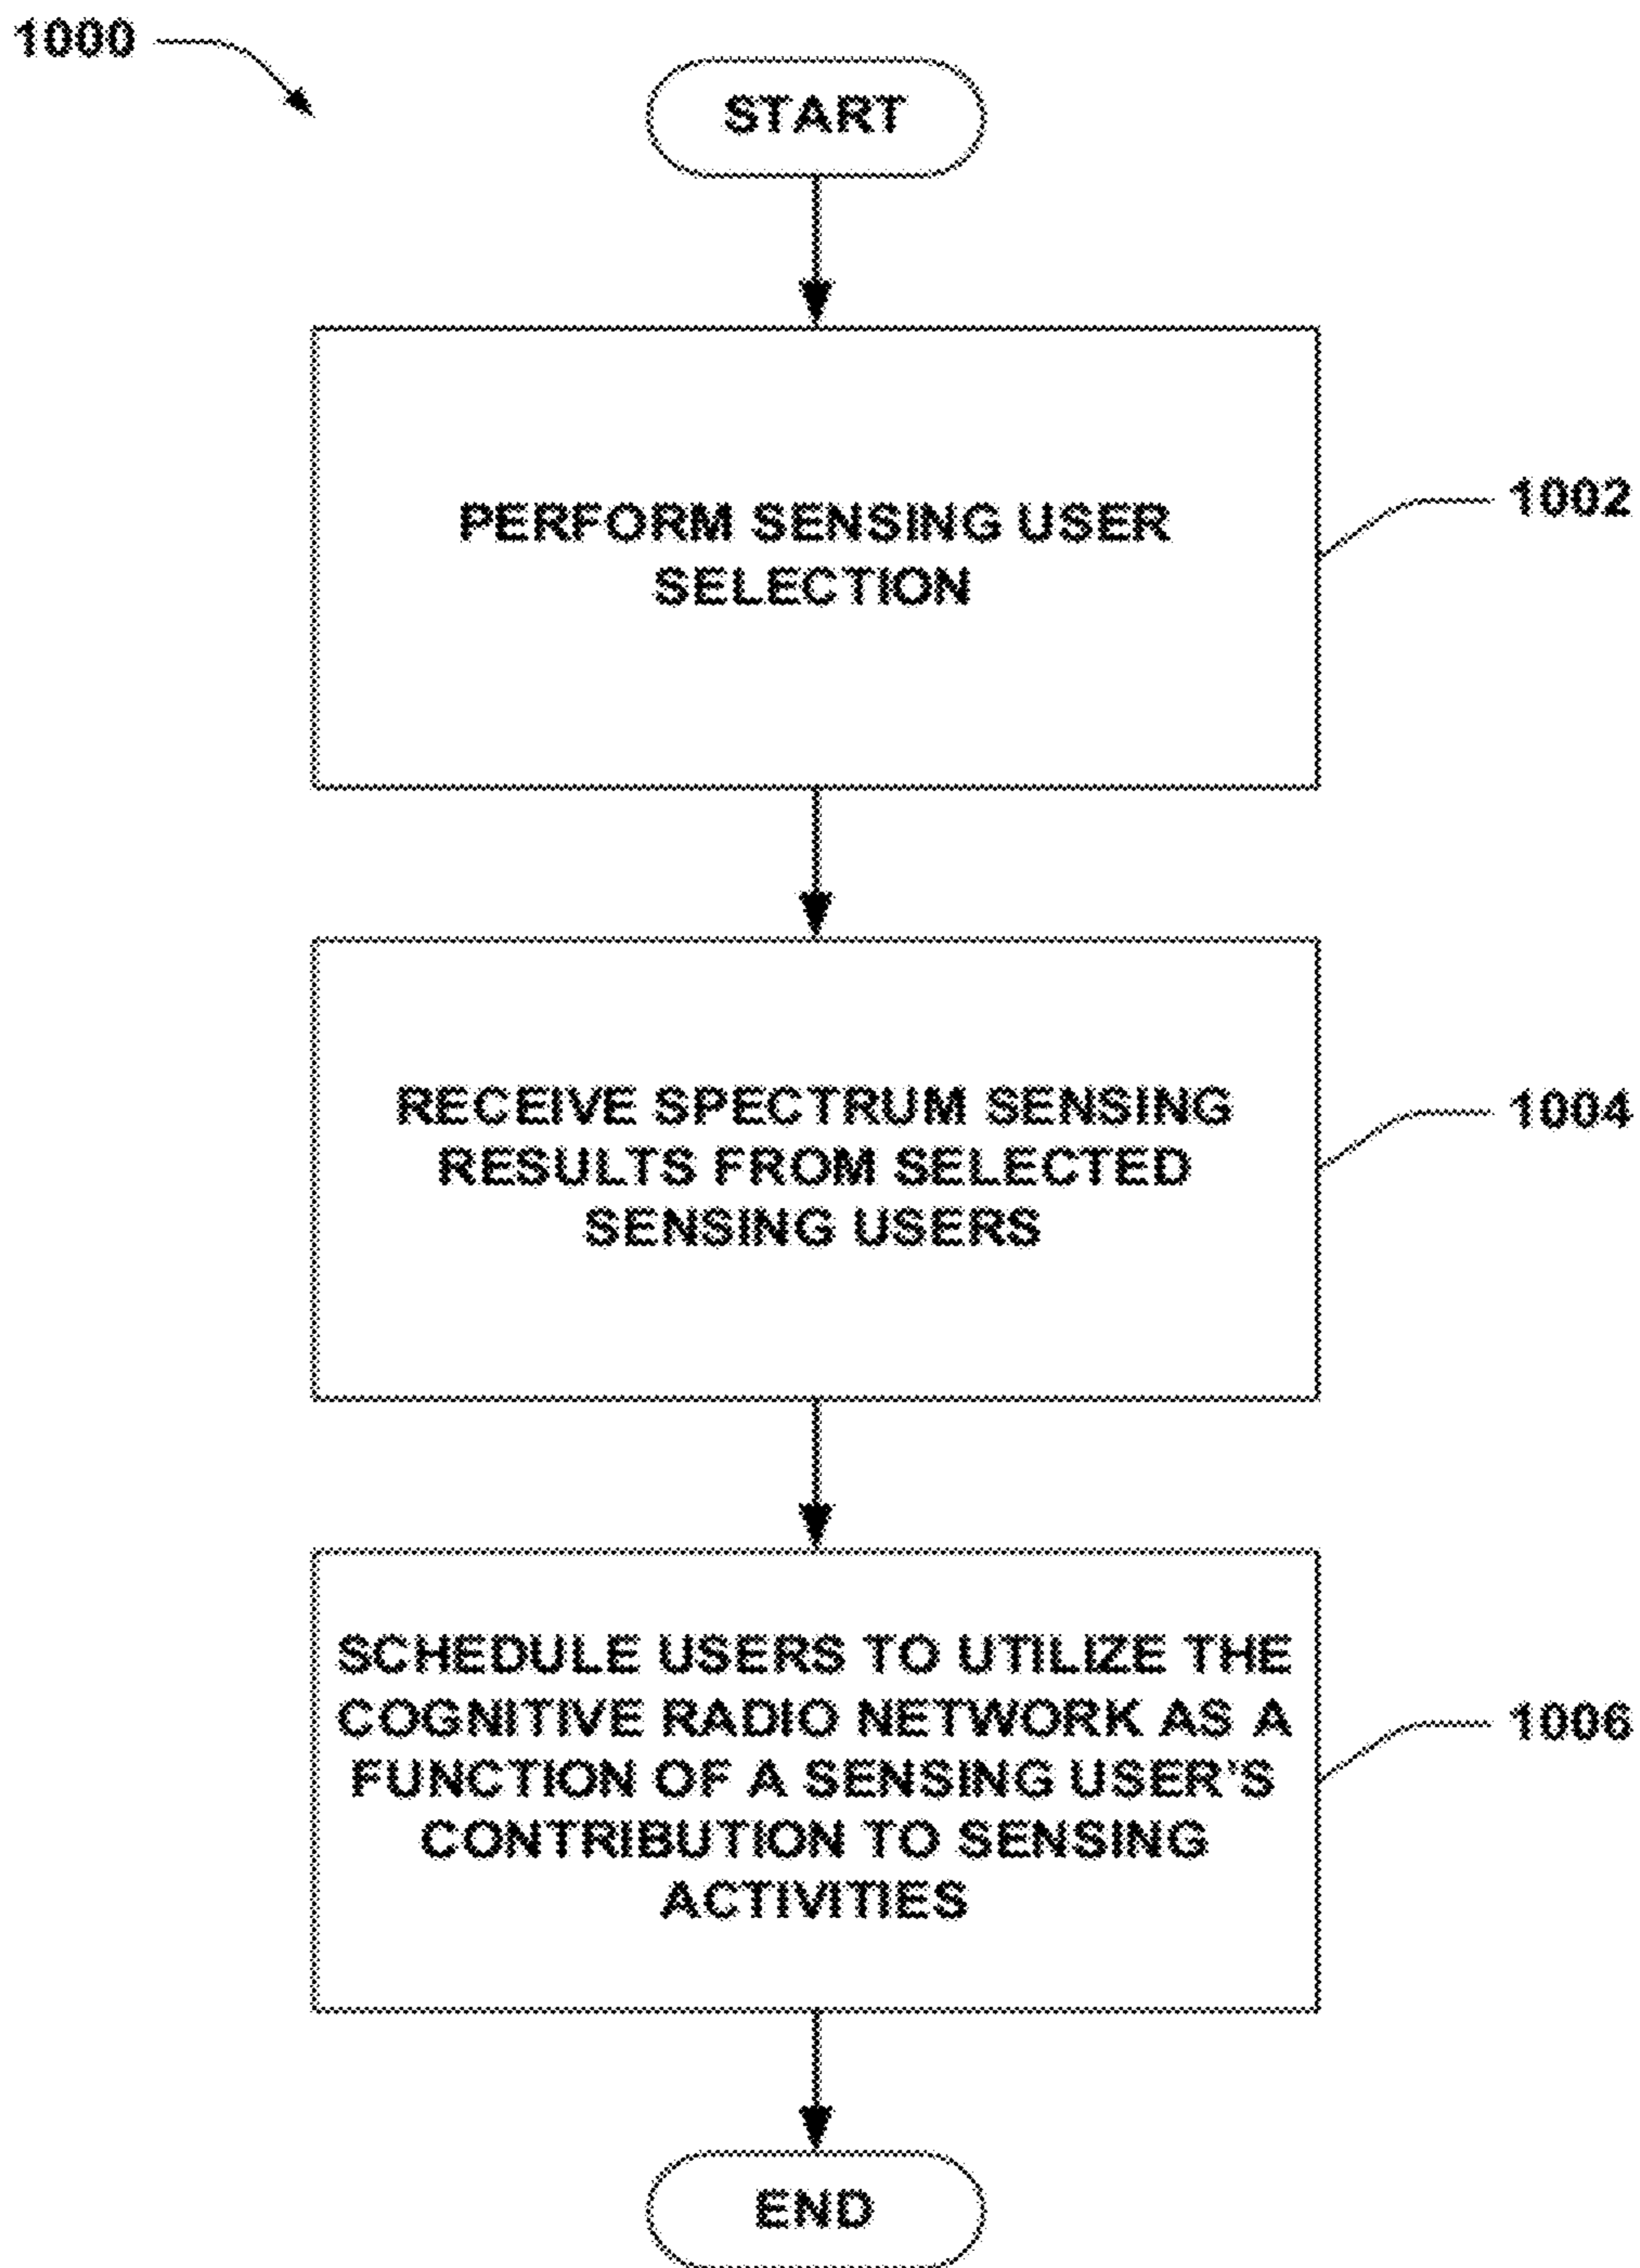 1000
START
PERFORM SENSING USER
SELECTION
1002
RECEIVE SPECTRUM SENSING
RESULTS FROM SELECTED
SENSING USERS
1004
SCHEDULE USERS TO UTILIZE THE
COGNITIVE RADIO NETWORK AS A
FUNCTION OF A SENSING USER'S
CONTRIBUTION TO SENSING
ACTIVITIES
1006
END